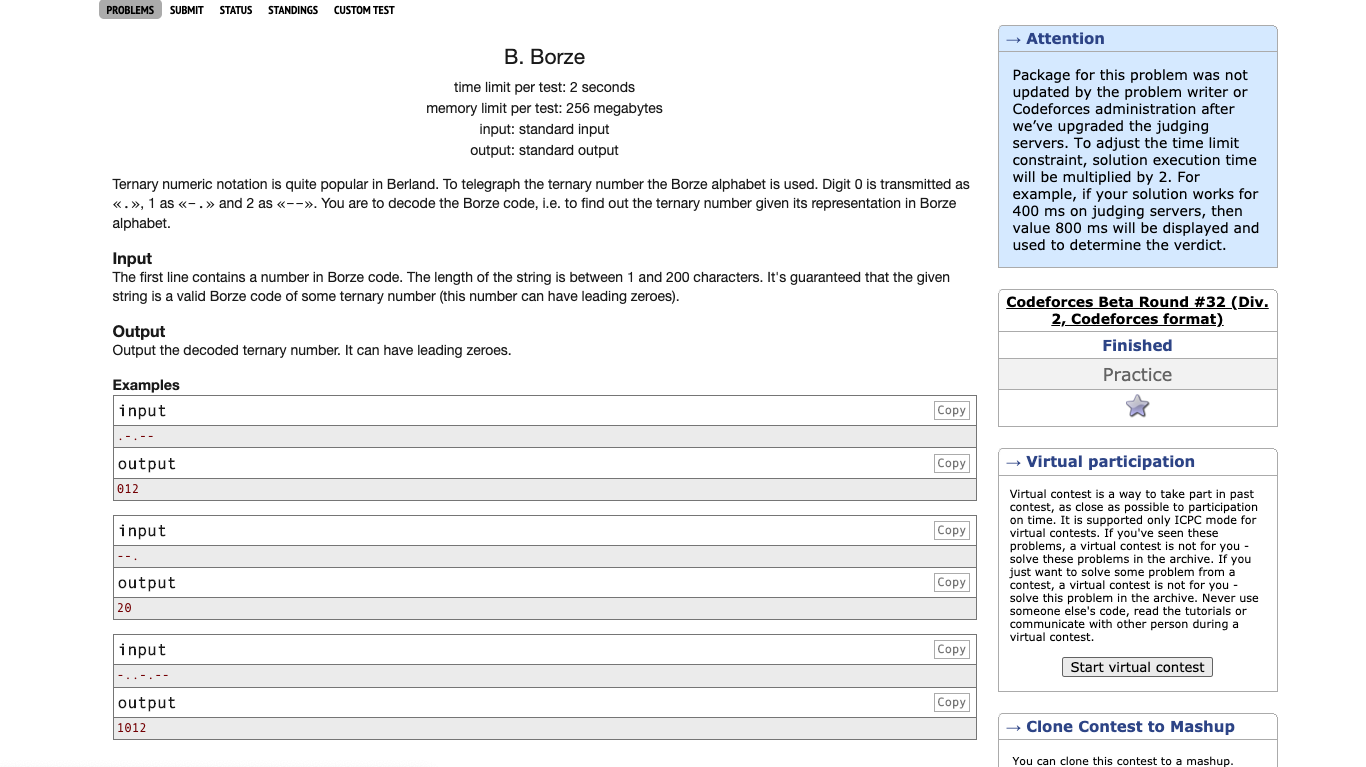 PROBLEMS SUBMIT STATUS STANDINGS CUSTOM TEST
B. Borze
time limit per test: 2 seconds
memory limit per test: 256 megabytes
input: standard input
output: standard output
Ternary numeric notation is quite popular in Berland. To telegraph the ternary number the Borze alphabet is used. Digit 0 is transmitted as
«.», 1 as «-.» and 2 as «--». You are to decode the Borze code, i.e. to find out the ternary number given its representation in Borze
alphabet.
Input
The first line contains a number in Borze code. The length of the string is between 1 and 200 characters. It's guaranteed that the given
string is a valid Borze code of some ternary number (this number can have leading zeroes).
Output
Output the decoded ternary number. It can have leading zeroes.
Examples
input Copy
.-.--
output Copy
012
input Copy
--.
output Copy
20
input Copy
-..-.--
output Copy
1012
→ Attention
Package for this problem was not
updated by the problem writer or
Codeforces administration after
we've upgraded the judging
servers. To adjust the time limit
constraint, solution execution time
will be multiplied by 2. For
example, if your solution works for
400 ms on judging servers, then
value 800 ms will be displayed and
used to determine the verdict.
Codeforces Beta Round #32 (Div.
2, Codeforces format)
Finished
Practice
→ Virtual participation
Virtual contest is a way to take part in past
contest, as close as possible to participation
on time. It is supported only ICPC mode for
virtual contests. If you've seen these
problems, a virtual contest is not for you -
solve these problems in the archive. If you
just want to solve some problem from a
contest, a virtual contest is not for you -
solve this problem in the archive. Never use
someone else's code, read the tutorials or
communicate with other person during a
virtual contest.
Start virtual contest
→ Clone Contest to Mashup
You can clone this contest to a mashup.